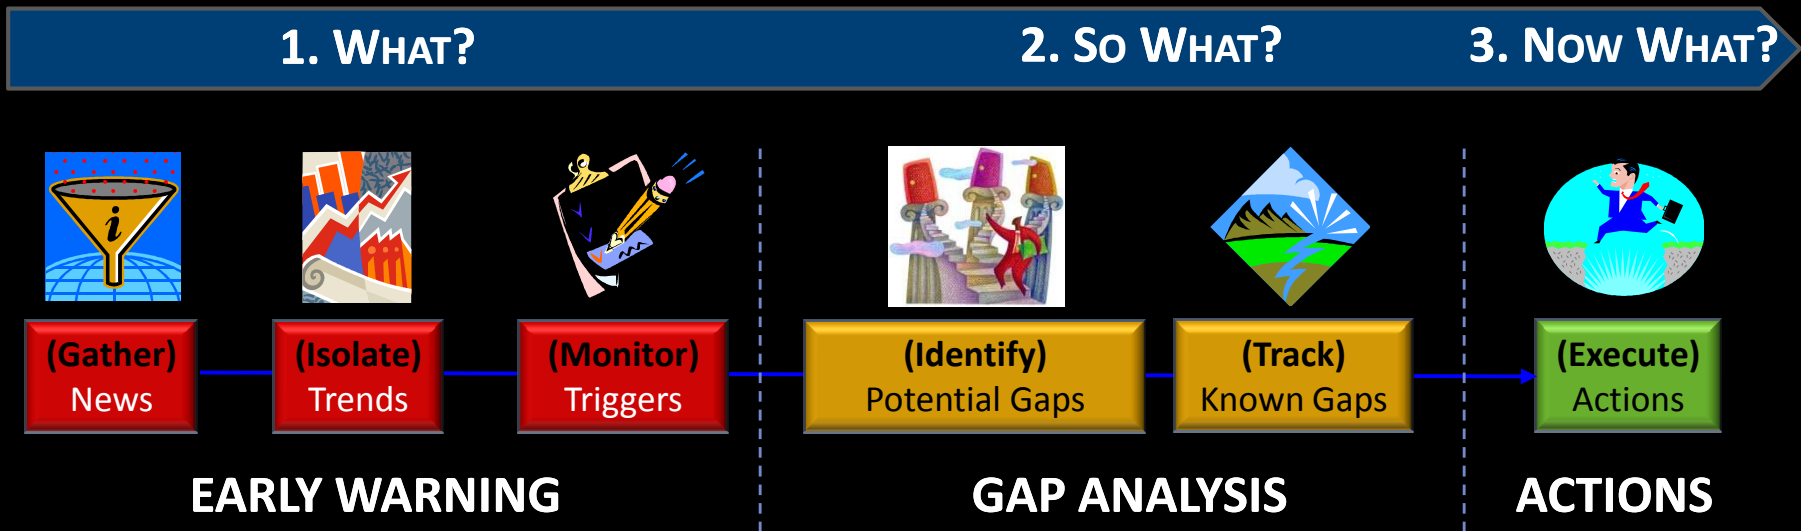 1. WHAT?
2. SO WHAT?
3. NOW WHAT?
i
(Gather)
News
(Isolate)
Trends
(Monitor)
Triggers
(Identify)
Potential Gaps
(Track)
Known Gaps
(Execute)
Actions
EARLY WARNING
GAP ANALYSIS
ACTIONS